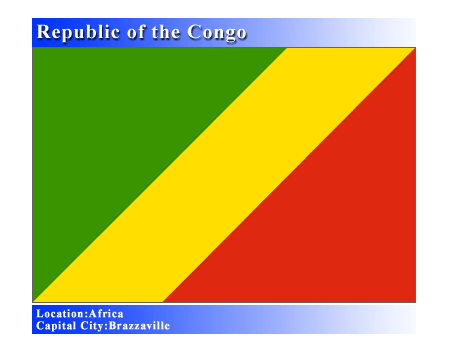 Republic of the Congo
Location:Africa
Capital City:Brazzaville